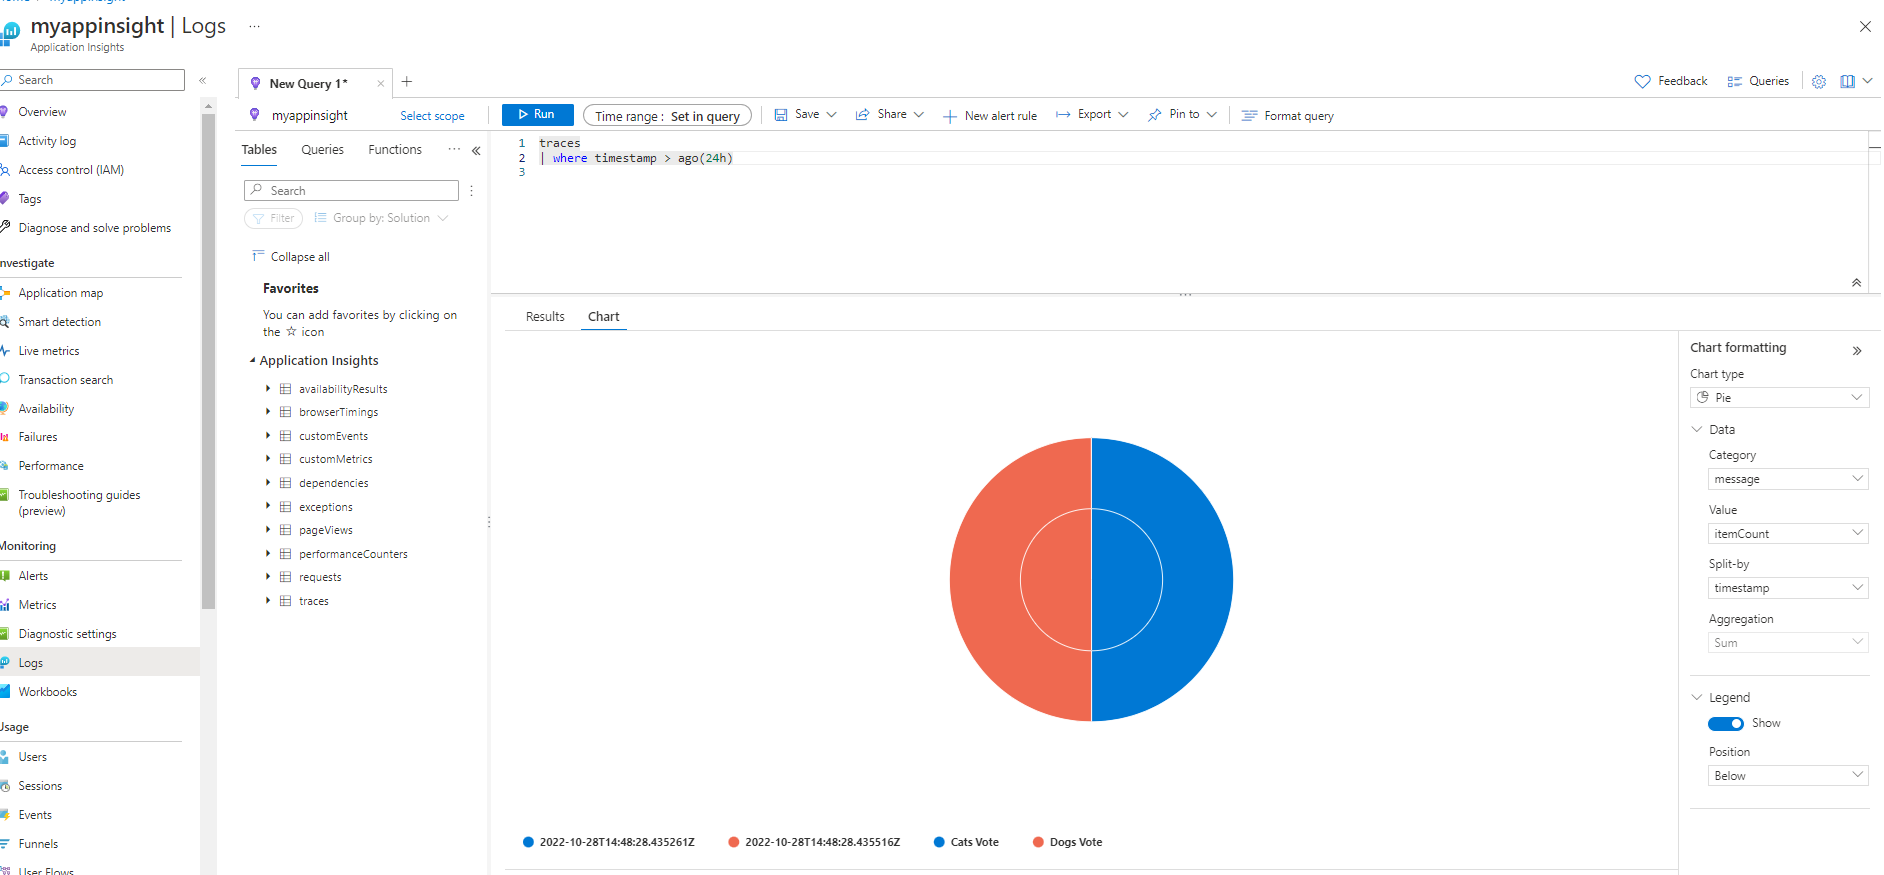 myappinsight | Logs ...
Application Insights
Search
Overview
Activity log
Access control (IAM)
Tags
Diagnose and solve problems
nvestigate
Application map
Smart detection
Live metrics
Transaction search
Availability
Failures
Performance
Troubleshooting guides
(preview)
Monitoring
Alerts
Metrics
Diagnostic settings
Logs
Workbooks
Usage
Users
Sessions
Events
Funnels
User Flows
New Query 1*
Feedback
Queries
myappinsight
Select scope
Run
Time range : Set in query
Save
Share
New alert rule
Export
Pin to
Format query
Tables
Queries
Functions
Search
Filter
Group by: Solution
Collapse all
Favorites
You can add favorites by clicking on
the ☆ icon
Application Insights
availabilityResults
browserTimings
customEvents
customMetrics
dependencies
exceptions
pageViews
performanceCounters
requests
traces
1 traces
2 | where timestamp > ago(24h)
3
Results
Chart
2022-10-28T14:48:28.435261Z
2022-10-28T14:48:28.435516Z
Cats Vote
Dogs Vote
Chart formatting
Chart type
Pie
Data
Category
message
Value
itemCount
Split-by
timestamp
Aggregation
Sum
Legend
Show
Position
Below